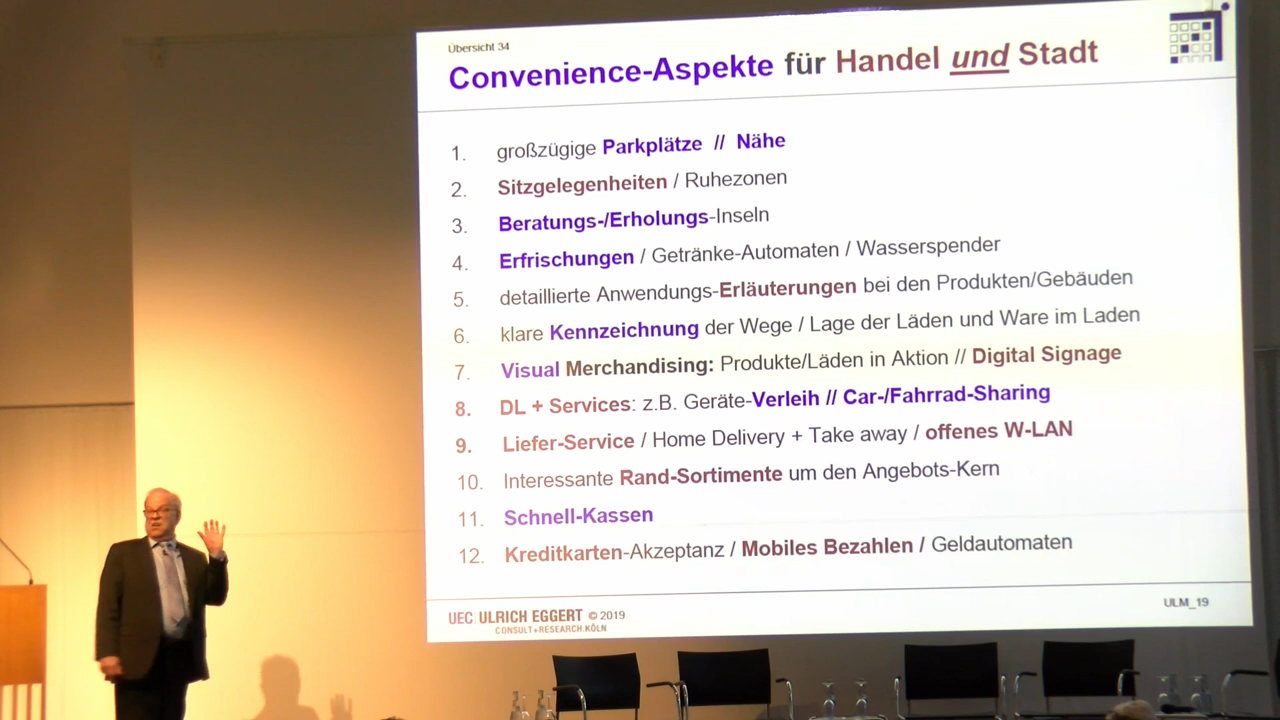 Übersicht 34
Convenience-Aspekte für Handel und Stadt
1. großzügige Parkplätze // Nähe
2. Sitzgelegenheiten / Ruhezonen
3. Beratungs-/Erholungs-Inseln
4. Erfrischungen / Getränke-Automaten / Wasserspender
5. detaillierte Anwendungs-Erläuterungen bei den Produkten/Gebäuden
6. klare Kennzeichnung der Wege / Lage der Läden und Ware im Laden
7. Visual Merchandising: Produkte/Läden in Aktion // Digital Signage
8. DL + Services: z.B. Geräte-Verleih // Car-/Fahrrad-Sharing
9. Liefer-Service / Home Delivery + Take away / offenes W-LAN
10. Interessante Rand-Sortimente um den Angebots-Kern
11. Schnell-Kassen
12. Kreditkarten-Akzeptanz / Mobiles Bezahlen / Geldautomaten
UEC ULRICH EGGERT © 2019
CONSULT+RESEARCH.KÖLN
ULM_19